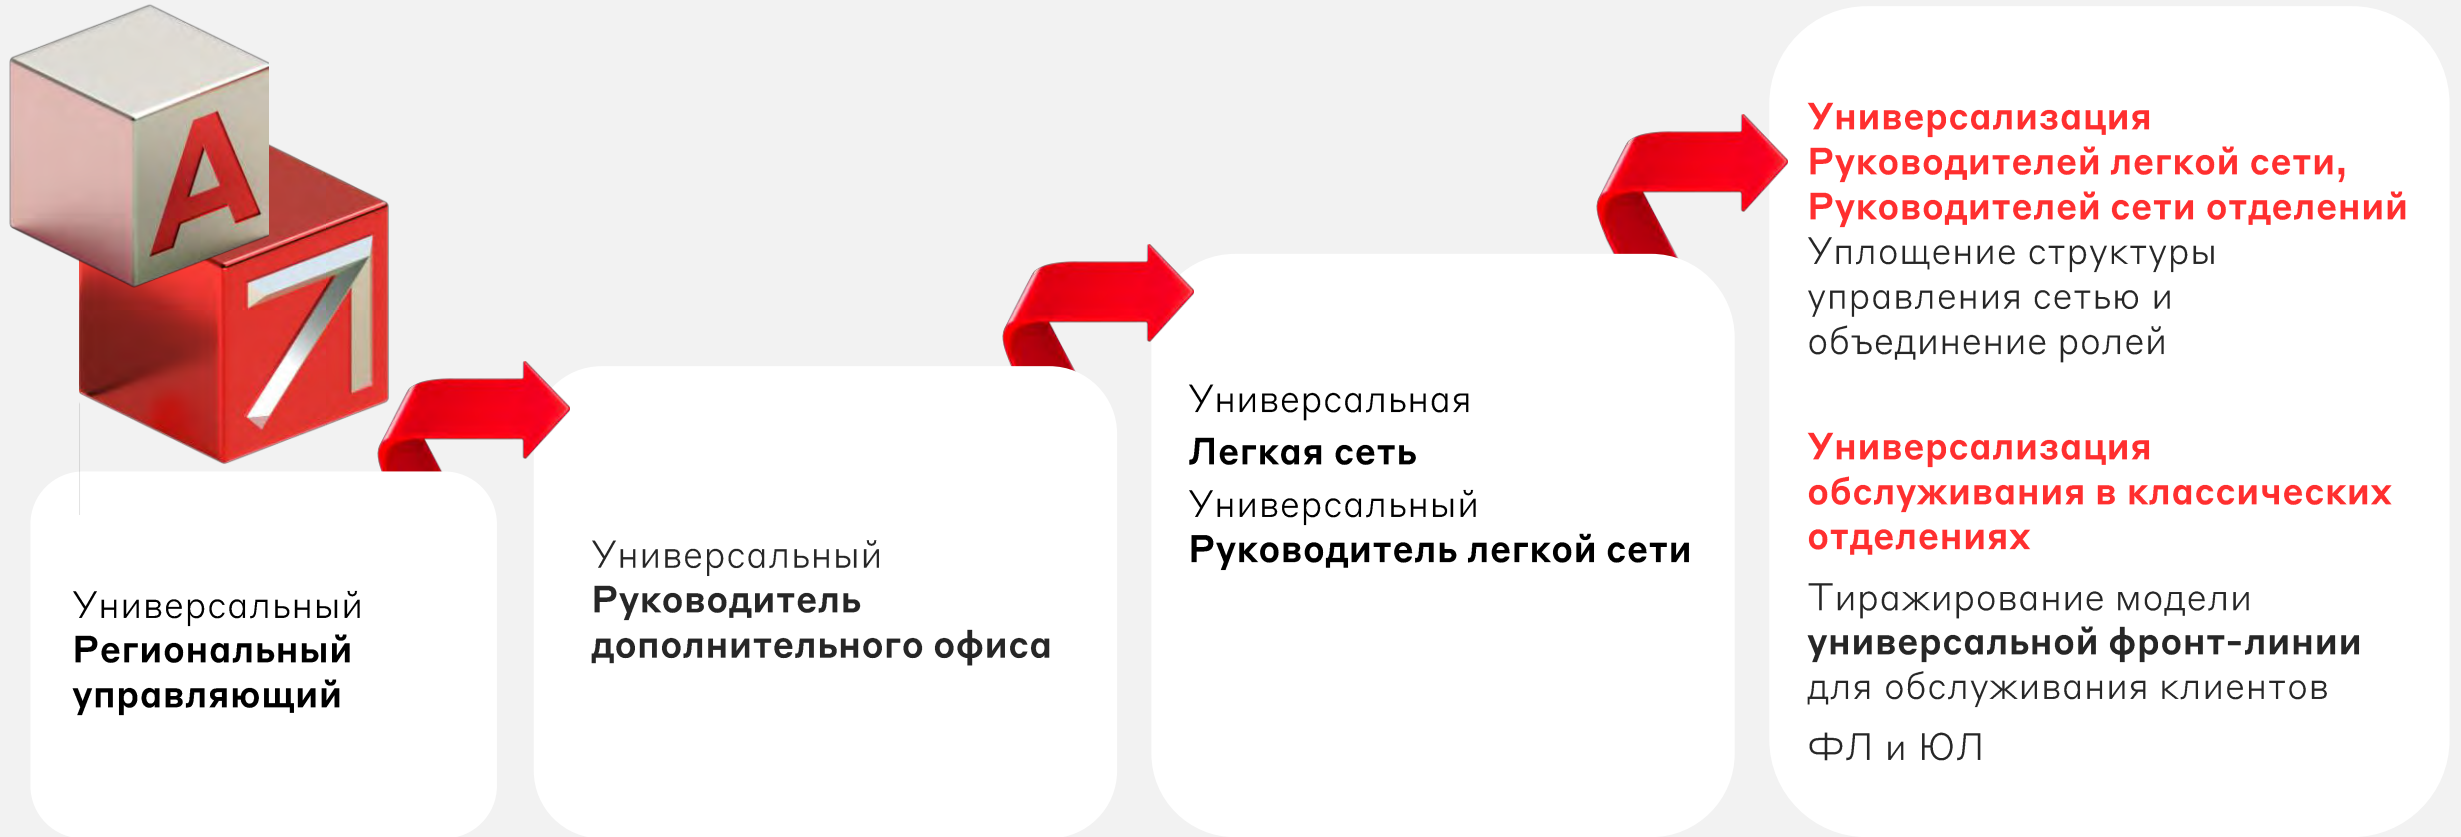 А
Универсальный
Региональный
управляющий
Универсальный
Руководитель
дополнительного офиса
Универсальная
Легкая сеть
Универсальный
Руководитель легкой сети
Универсализация
Руководителей легкой сети,
Руководителей сети отделений
Уплощение структуры
управления сетью и
объединение ролей
Универсализация
обслуживания в классических
отделениях
Тиражирование модели
универсальной фронт-линии
для обслуживания клиентов
ФЛ и ЮЛ